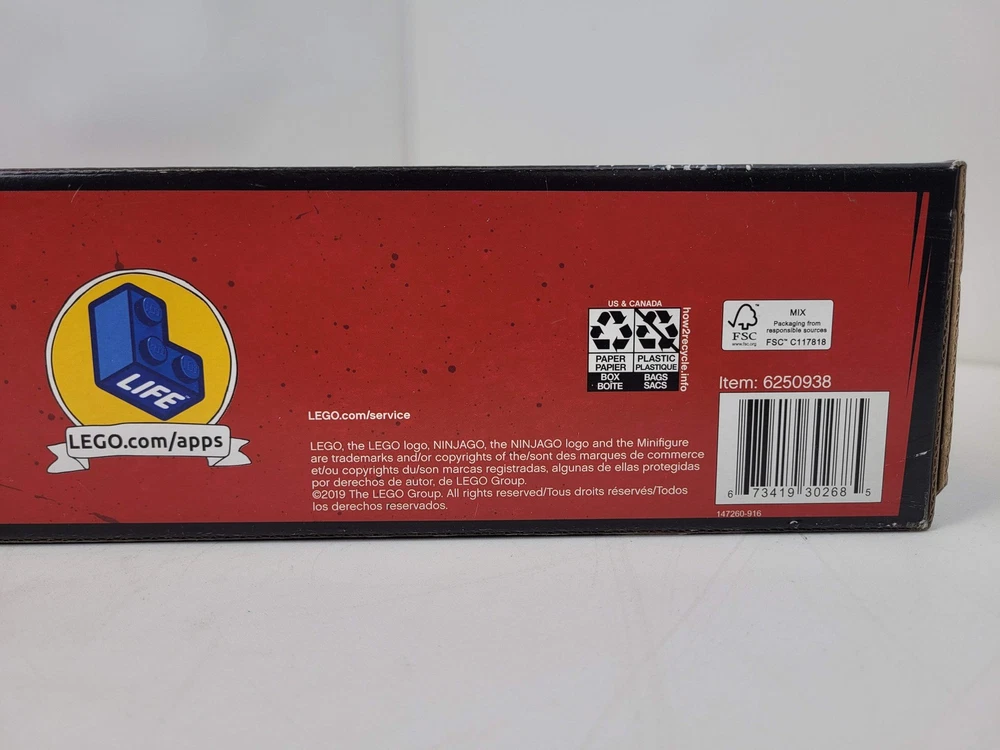 LIFE
LEGO.com/apps
LEGO.com/service
LEGO, the LEGO logo, NINJAGO, the NINJAGO logo and the Minifigure
are trademarks and/or copyrights of the/sont des marques de commerce
et/ou copyrights du/son marcas registradas, algunas de ellas protegidas
por derechos de autor, de LEGO Group.
©2019 The LEGO Group. All rights reserved/Tous droits réservés/Todos
los derechos reservados.
US & CANADA
PAPER
PAPIER
BOX
BOÎTE
PLASTIC
PLASTIQUE
BAGS
SACS
how2recycle.info
FSC
www.fsc.org
MIX
Packaging from
responsible sources
FSC™ C117818
Item: 6250938
6 73419 30268 5
147260-916